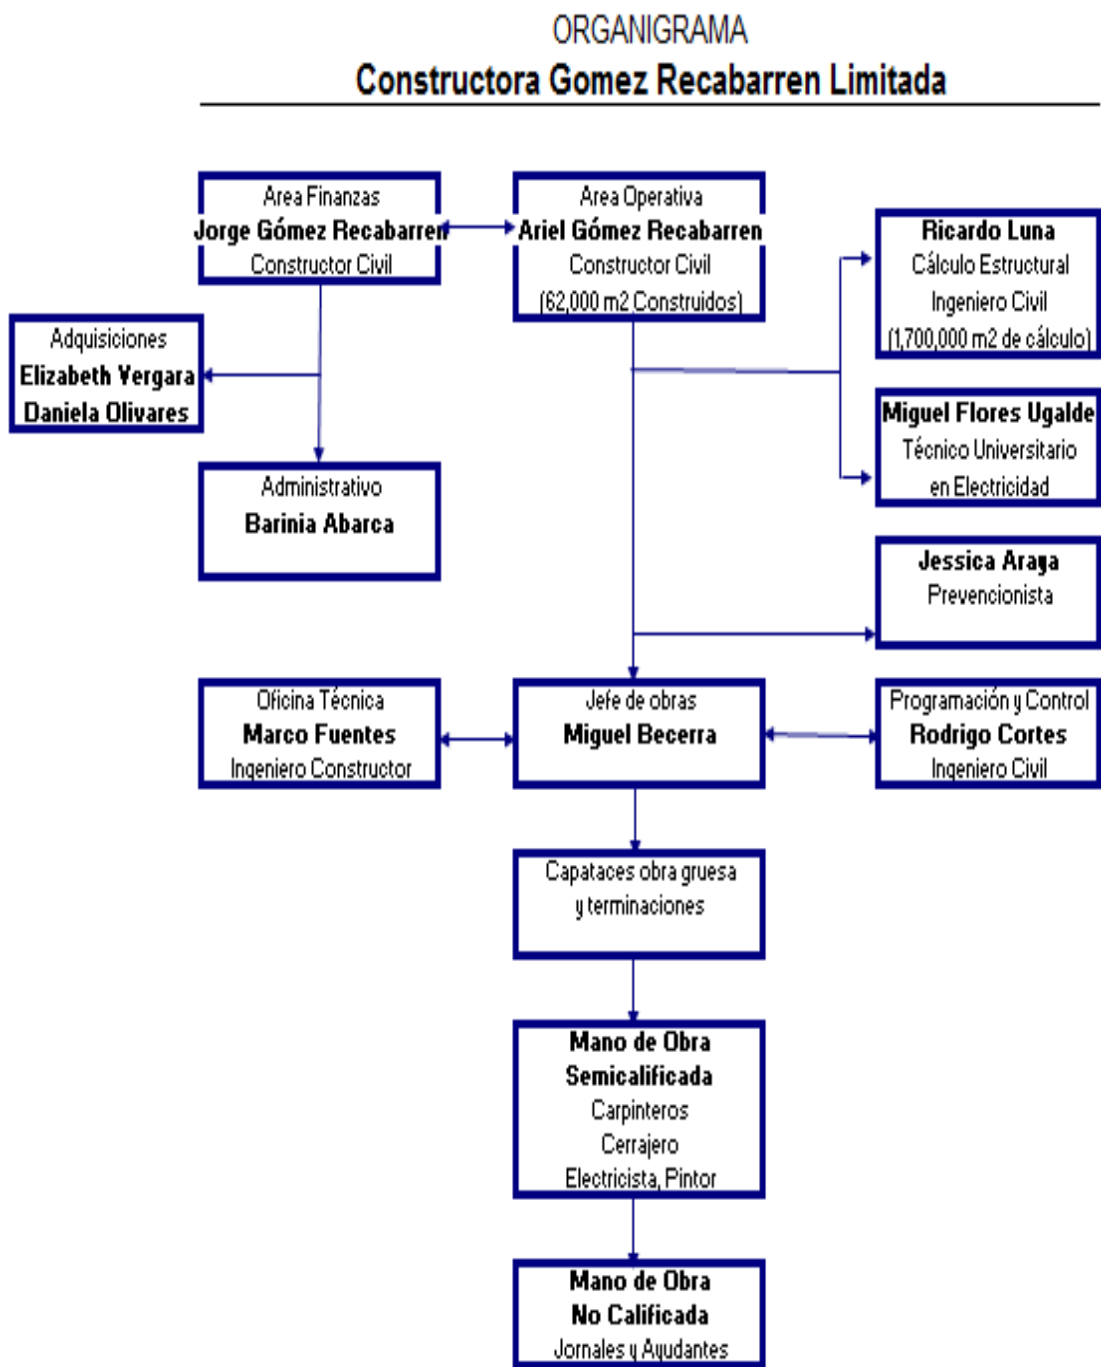 ORGANIGRAMA
Constructora Gomez Recabarren Limitada
Area Finanzas
Jorge Gómez Recabarren
Constructor Civil
Area Operativa
Ariel Gómez Recabarren
Constructor Civil
(62,000 m2 Construidos)
Ricardo Luna
Cálculo Estructural
Ingeniero Civil
(1,700,000 m2 de cálculo)
Adquisiciones
Elizabeth Vergara
Daniela Olivares
Miguel Flores Ugalde
Técnico Universitario
en Electricidad
Administrativo
Barinia Abarca
Jessica Araya
Prevencionista
Oficina Técnica
Marco Fuentes
Ingeniero Constructor
Jefe de obras
Miguel Becerra
Programación y Control
Rodrigo Cortes
Ingeniero Civil
Capataces obra gruesa
y terminaciones
Mano de Obra
Semicalificada
Carpinteros
Cerrajero
Electricista, Pintor
Mano de Obra
No Calificada
Jornales y Ayudantes